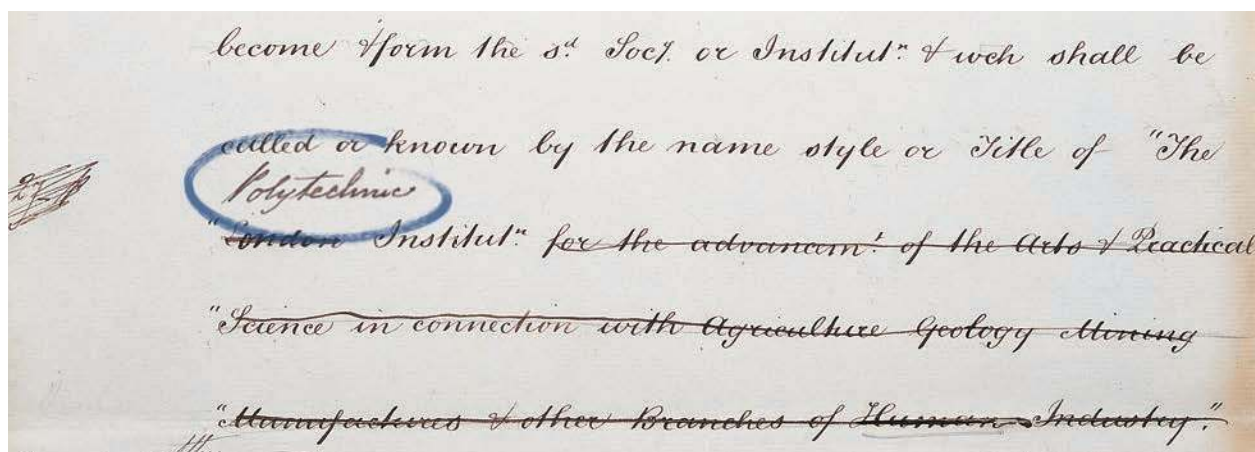 become & form the sd. Socy. or Institutn. & wch shall be
called or known by the name style or Title of "The
Polytechnic
"London Institutn. for the advancamt. of the Arts & Practical
"Science in connection with Agriculture Geology Mining
"Manufactures & other Branches of Human Industry."